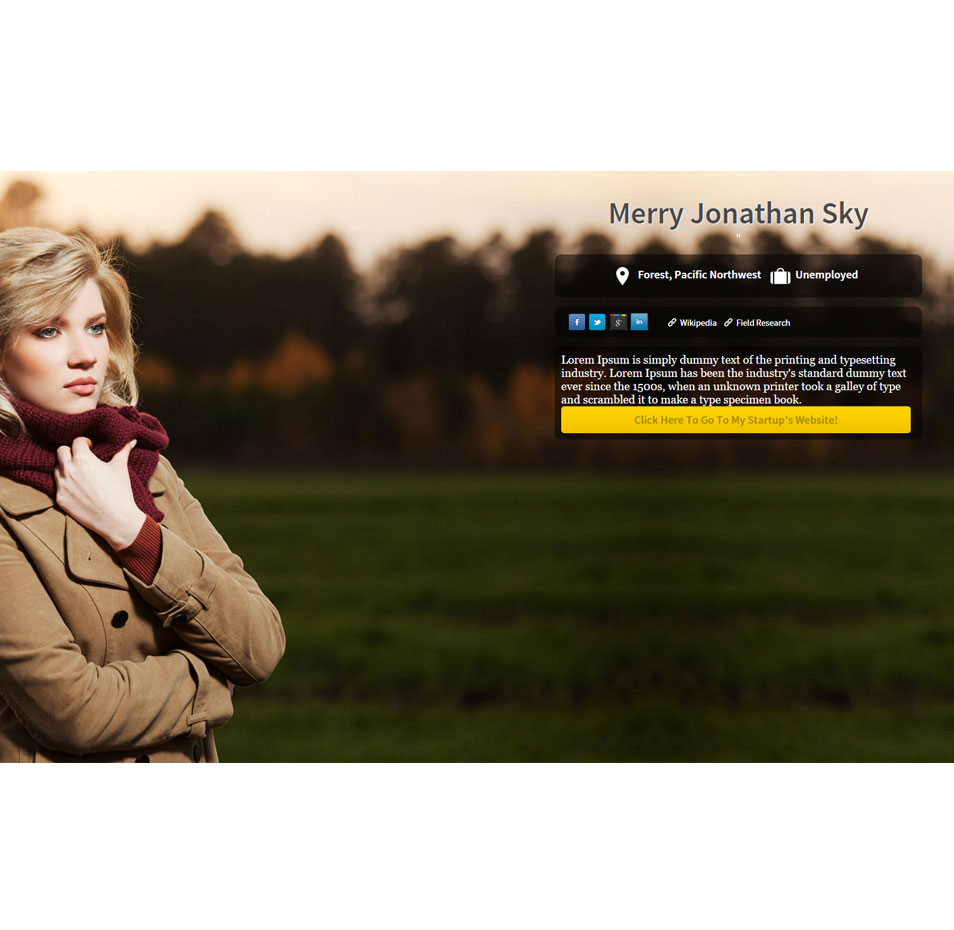 Merry Jonathan Sky
Forest, Pacific Northwest Unemployed
f g in Wikipedia Field Research
Lorem Ipsum is simply dummy text of the printing and typesetting
industry. Lorem Ipsum has been the industry's standard dummy text
ever since the 1500s, when an unknown printer took a galley of type
and scrambled it to make a type specimen book.
Click Here To Go To My Startup's Website!